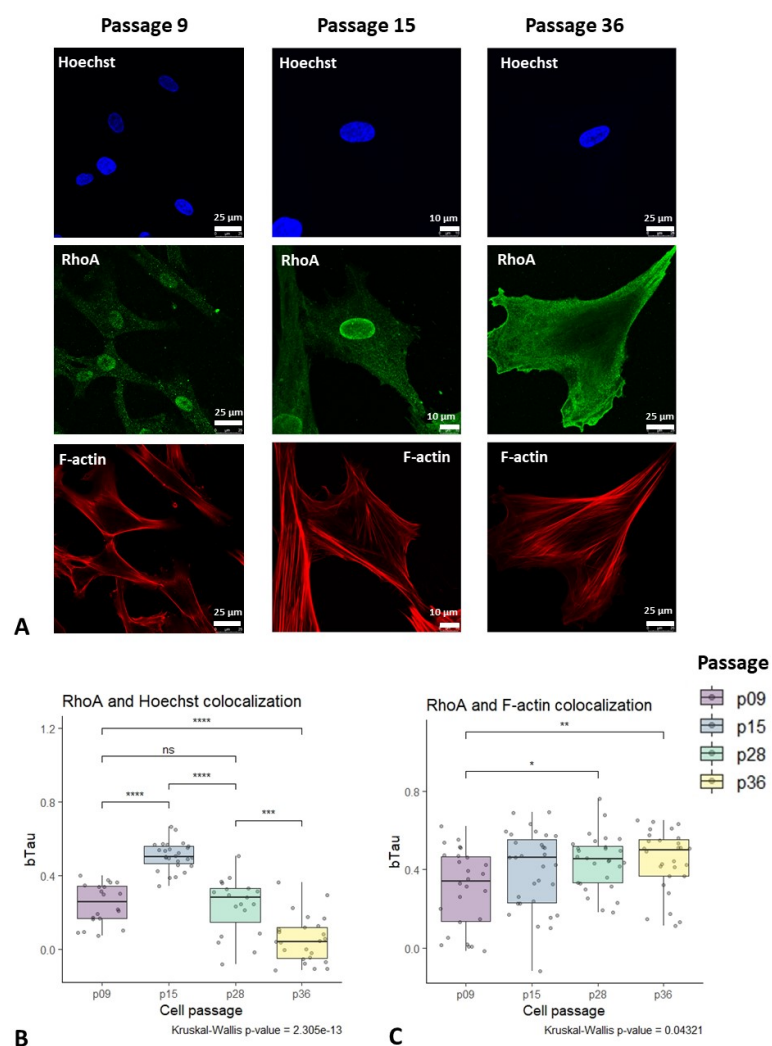 Passage 9
Passage 15
Passage 36
Hoechst
Hoechst
Hoechst
25 µm
10 µm
25 µm
RhoA
RhoA
RhoA
25 µm
10 µm
25 µm
F-actin
F-actin
F-actin
25 µm
10 µm
25 µm
A
Passage
p09
p15
p28
p36
RhoA and Hoechst colocalization
1.2
0.8
0.4
0.0
bTau
****
ns
****
****
***
p09 p15 p28 p36
Cell passage
Kruskal-Wallis p-value = 2.305e-13
B
RhoA and F-actin colocalization
0.8
0.4
0.0
bTau
**
*
p09 p15 p28 p36
Cell passage
Kruskal-Wallis p-value = 0.04321
C